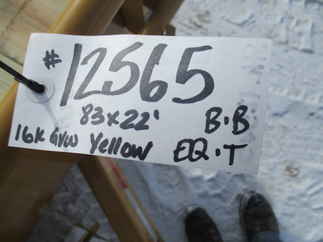 #12565
83x22' B.B
16k GVW Yellow EQ.T